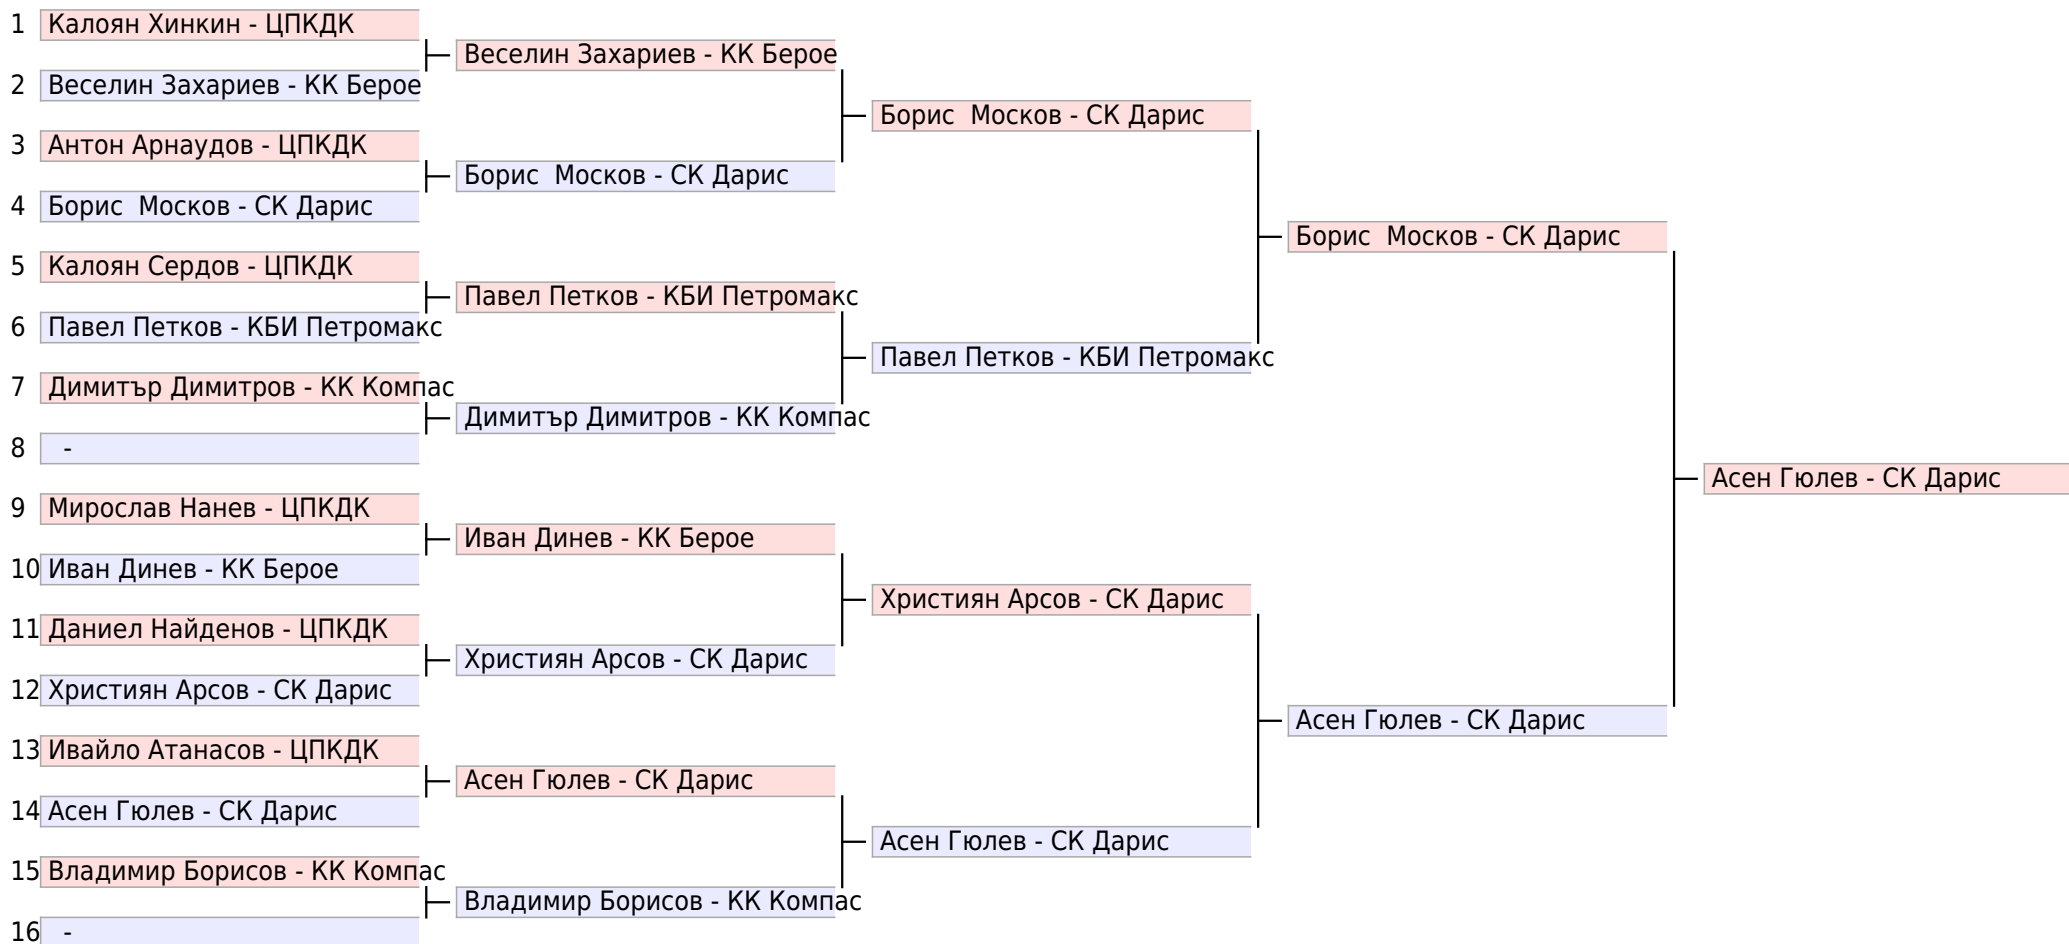 1 Калоян Хинкин - ЦПКДК
2 Веселин Захариев - КК Берое
3 Антон Арнаудов - ЦПКДК
4 Борис  Москов - СК Дарис
5 Калоян Сердов - ЦПКДК
6 Павел Петков - КБИ Петромакс
7 Димитър Димитров - КК Компас
8 -
9 Мирослав Нанев - ЦПКДК
10 Иван Динев - КК Берое
11 Даниел Найденов - ЦПКДК
12 Християн Арсов - СК Дарис
13 Ивайло Атанасов - ЦПКДК
14 Асен Гюлев - СК Дарис
15 Владимир Борисов - КК Компас
16 -
Веселин Захариев - КК Берое
Борис  Москов - СК Дарис
Павел Петков - КБИ Петромакс
Димитър Димитров - КК Компас
Иван Динев - КК Берое
Християн Арсов - СК Дарис
Асен Гюлев - СК Дарис
Владимир Борисов - КК Компас
Борис  Москов - СК Дарис
Павел Петков - КБИ Петромакс
Християн Арсов - СК Дарис
Асен Гюлев - СК Дарис
Борис  Москов - СК Дарис
Асен Гюлев - СК Дарис
Асен Гюлев - СК Дарис